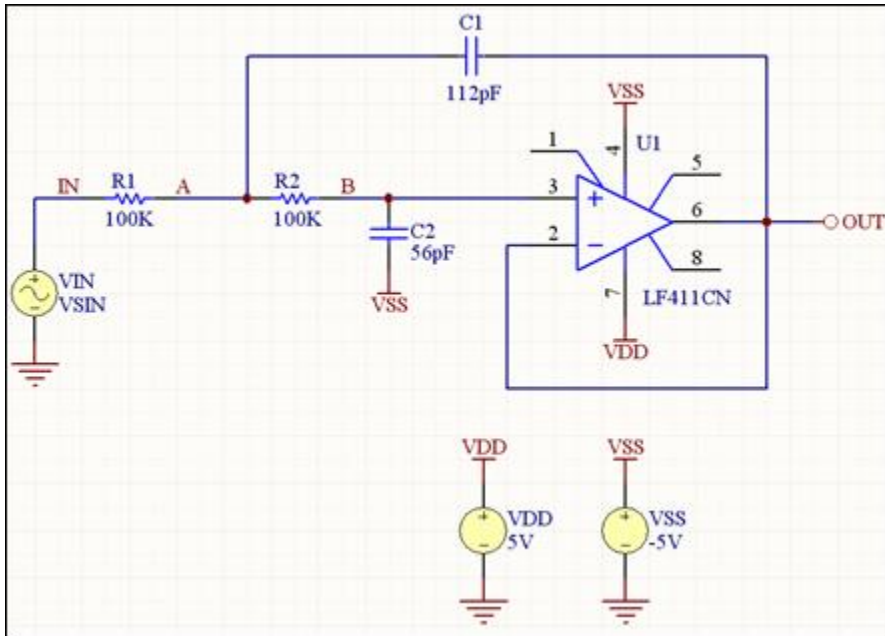 C1
112pF
VSS
1
4
U1
5
IN
R1
A
R2
B
3
100K
100K
C2
56pF
6
OUT
2
VIN
VSIN
VSS
7
8
LF411CN
VDD
VDD
VSS
VDD
5V
VSS
-5V